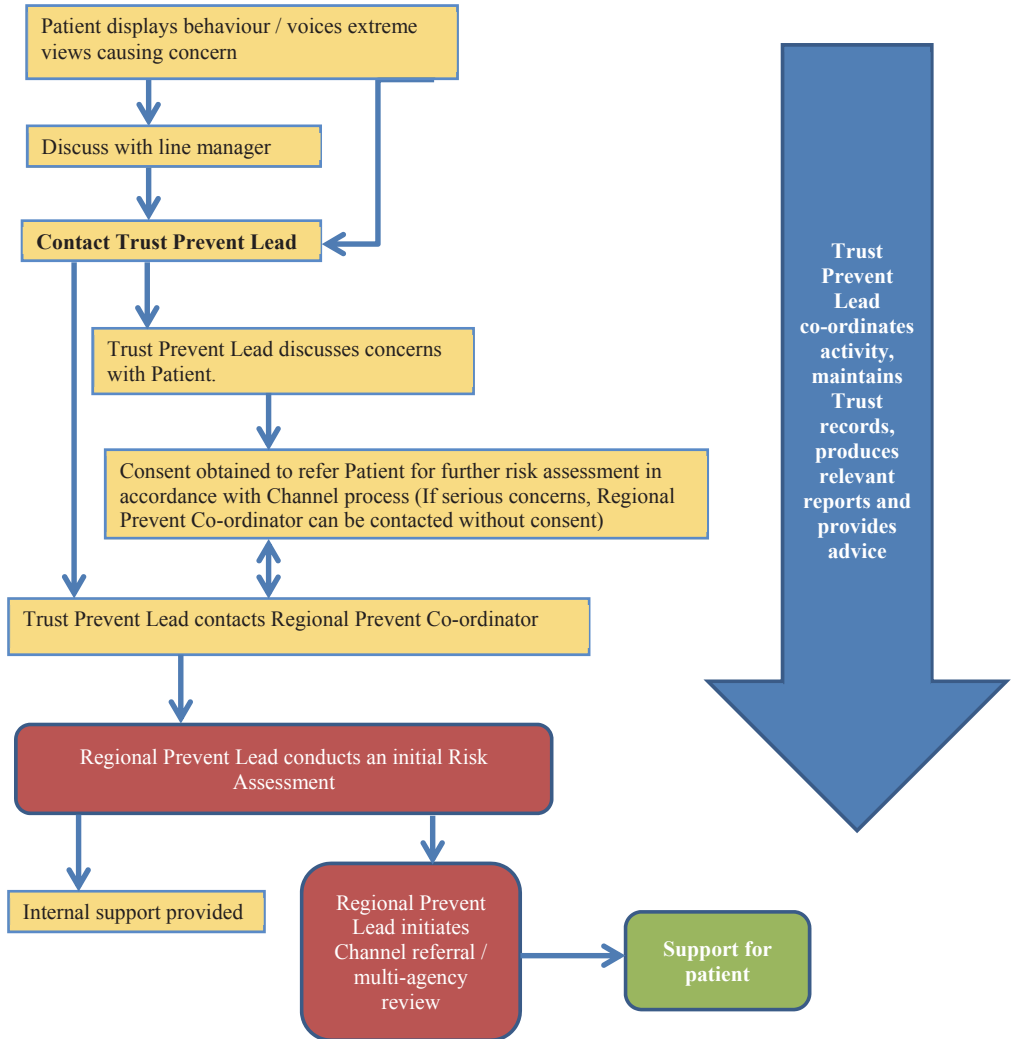 Patient displays behaviour / voices extreme
views causing concern
Discuss with line manager
Contact Trust Prevent Lead
Trust Prevent Lead discusses concerns
with Patient.
Consent obtained to refer Patient for further risk assessment in
accordance with Channel process (If serious concerns, Regional
Prevent Co-ordinator can be contacted without consent)
Trust Prevent Lead contacts Regional Prevent Co-ordinator
Regional Prevent Lead conducts an initial Risk
Assessment
Internal support provided
Regional Prevent
Lead initiates
Channel referral /
multi-agency
review
Support for
patient
Trust
Prevent
Lead
co-ordinates
activity,
maintains
Trust
records,
produces
relevant
reports and
provides
advice